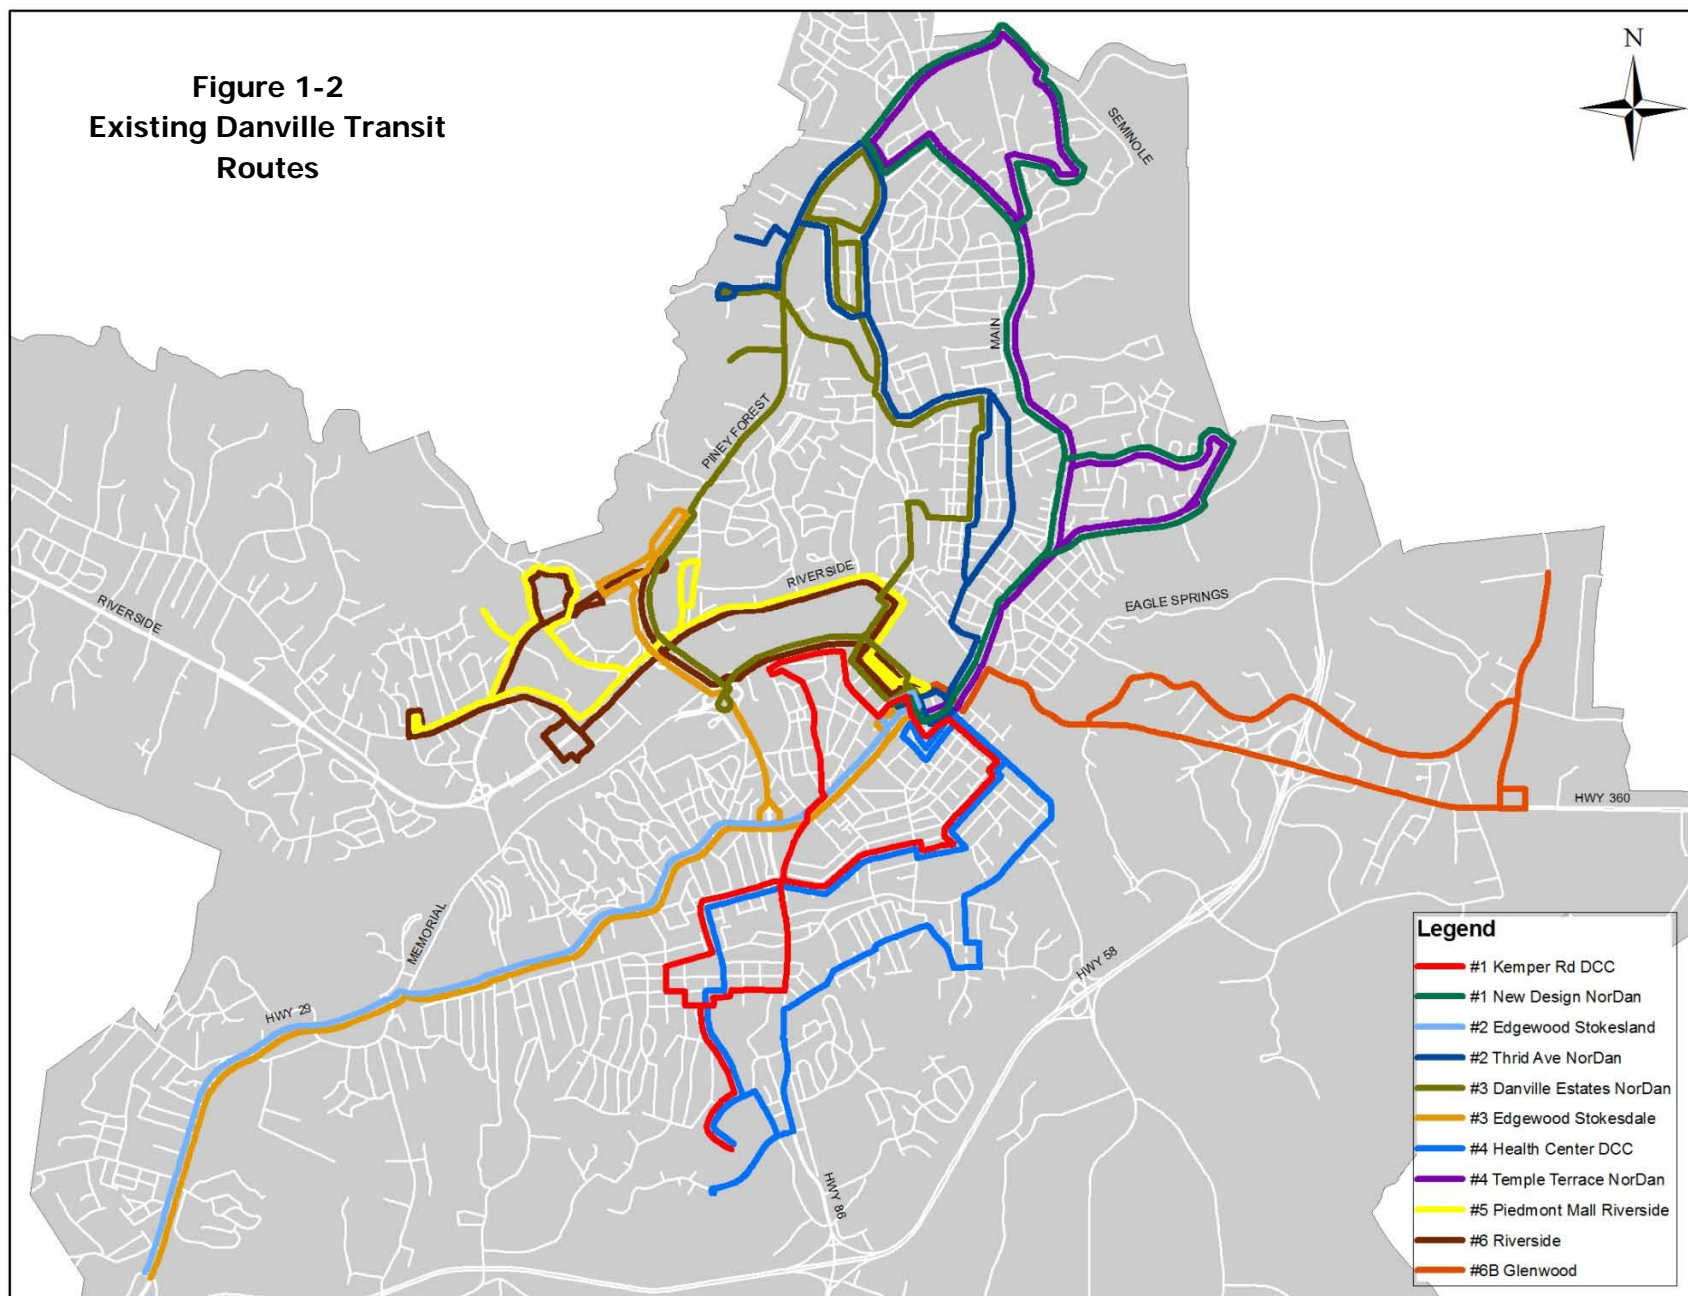 Figure 1-2
Existing Danville Transit
Routes
N
SEMINOLE
MAIN
PINEY FOREST
RIVERSIDE
EAGLE SPRINGS
RIVERSIDE
HWY 360
MEMORIAL
HWY 58
HWY 29
HWY 86
Legend
#1 Kemper Rd DCC
#1 New Design NorDan
#2 Edgewood Stokesland
#2 Thrid Ave NorDan
#3 Danville Estates NorDan
#3 Edgewood Stokesdale
#4 Health Center DCC
#4 Temple Terrace NorDan
#5 Piedmont Mall Riverside
#6 Riverside
#6B Glenwood